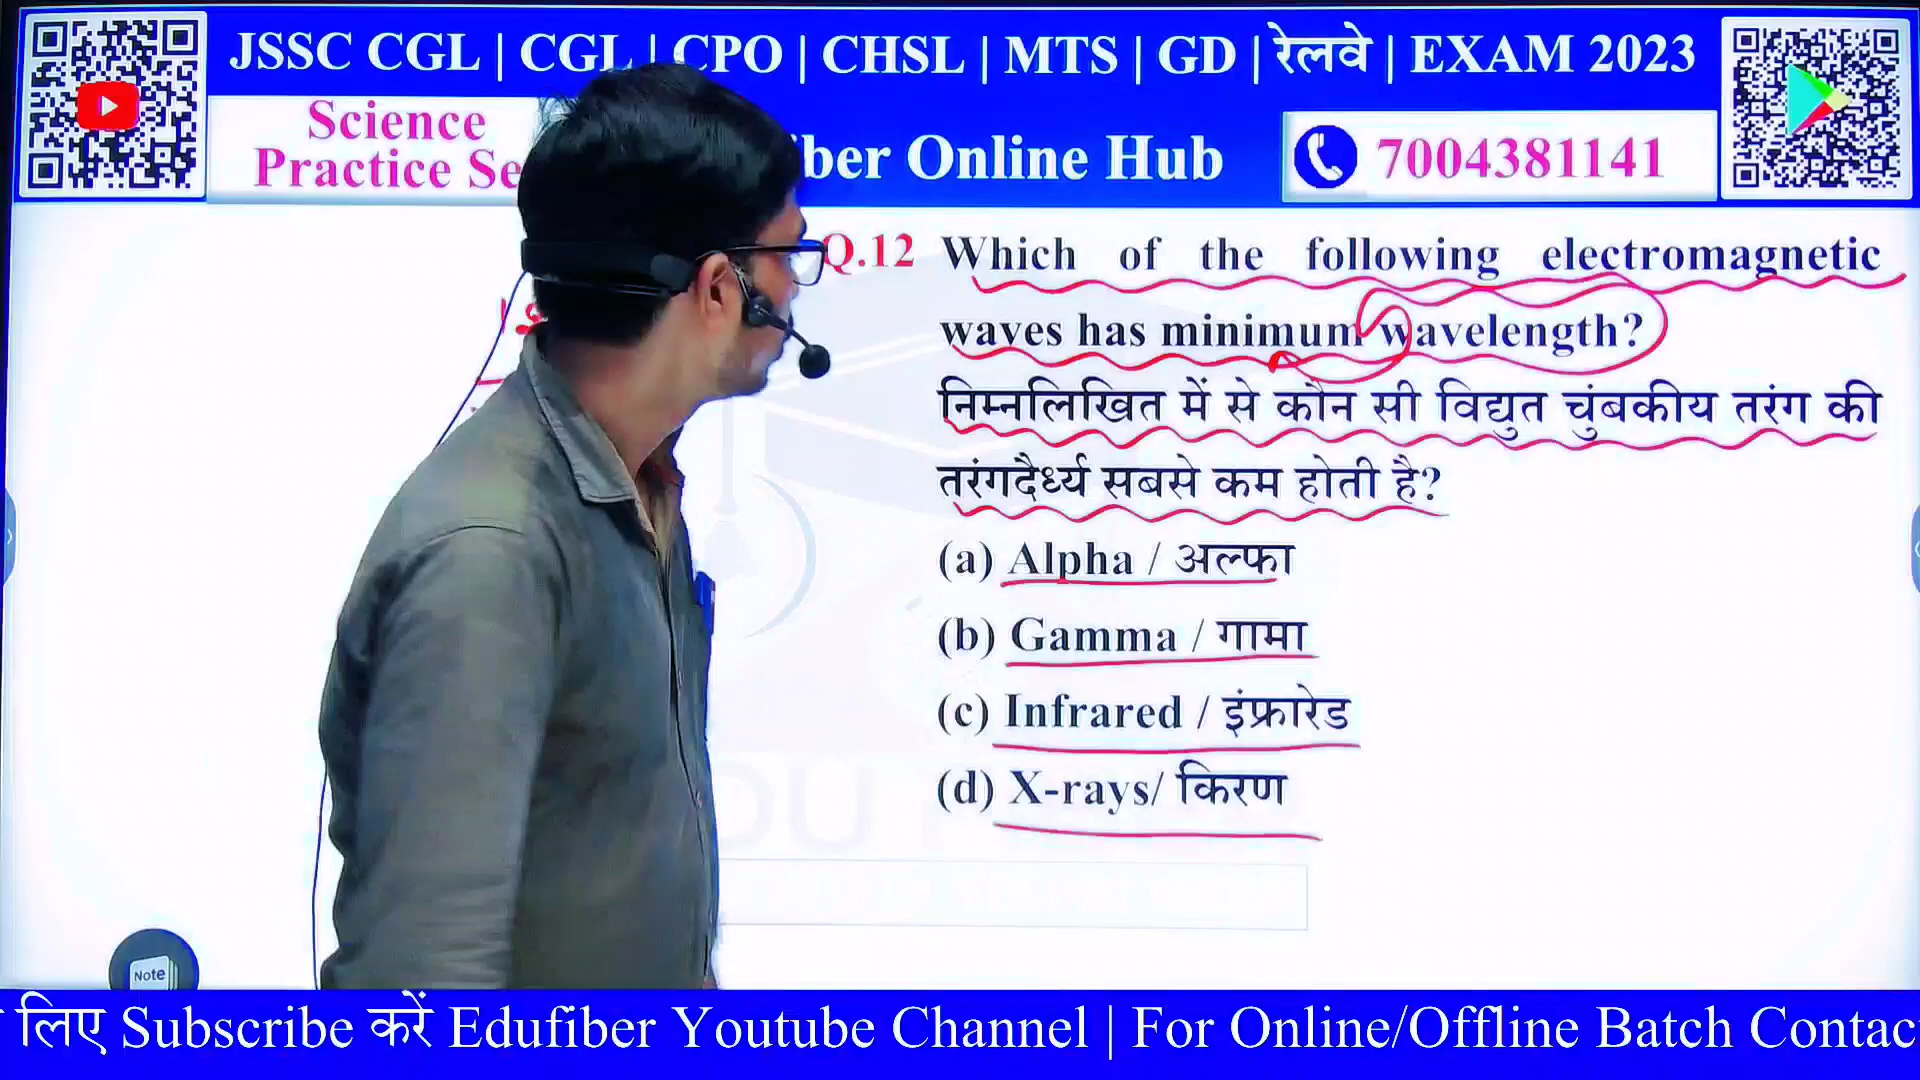 JSSC CGL | CGL | CPO | CHSL | MTS | GD | रेलवे | EXAM 2023
Science
Practice Se
ber Online Hub
7004381141
Q.12 Which of the following electromagnetic
waves has minimum wavelength?
निम्नलिखित में से कौन सी विद्युत चुंबकीय तरंग की
तरंगदैर्ध्य सबसे कम होती है?
(a) Alpha / अल्फा
(b) Gamma / गामा
(c) Infrared / इंफ्रारेड
(d) X-rays/ किरण
Note
लिए Subscribe करें Edufiber Youtube Channel | For Online/Offline Batch Contac